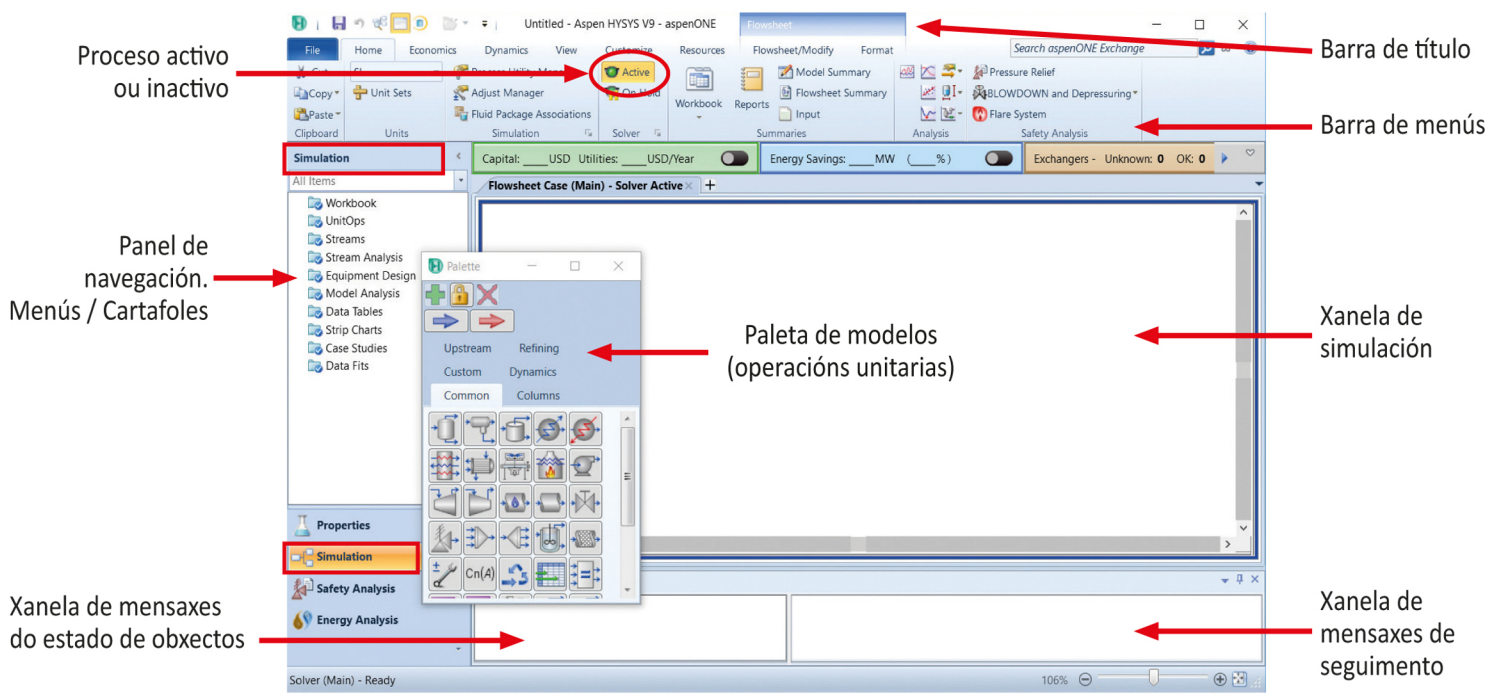 Untitled - Aspen HYSYS V9 - aspenONE
Flowsheet
Barra de título
File Home Economics Dynamics View Customize Resources Flowsheet/Modify Format
Search aspenONE Exchange
Proceso activo
ou inactivo
Copy
Paste
Clipboard
Unit Sets
Units
Adjust Manager
Fluid Package Associations
Simulation
Active
On Hold
Solver
Workbook
Reports
Model Summary
Flowsheet Summary
Input
Summaries
Analysis
Pressure Relief
BLOWDOWN and Depressuring
Flare System
Safety Analysis
Barra de menús
Simulation
All Items
Capital: ____USD Utilities: ____USD/Year
Energy Savings: ____MW (____%)
Exchangers - Unknown: 0 OK: 0
Flowsheet Case (Main) - Solver Active
Workbook
UnitOps
Streams
Stream Analysis
Equipment Design
Model Analysis
Data Tables
Strip Charts
Case Studies
Data Fits
Panel de
navegación.
Menús / Cartafoles
Palette
Upstream Refining
Custom Dynamics
Common Columns
Cn(A)
Paleta de modelos
(operacións unitarias)
Xanela de
simulación
Properties
Simulation
Safety Analysis
Energy Analysis
Xanela de mensaxes
do estado de obxectos
Xanela de
mensaxes de
seguimento
Solver (Main) - Ready
106%